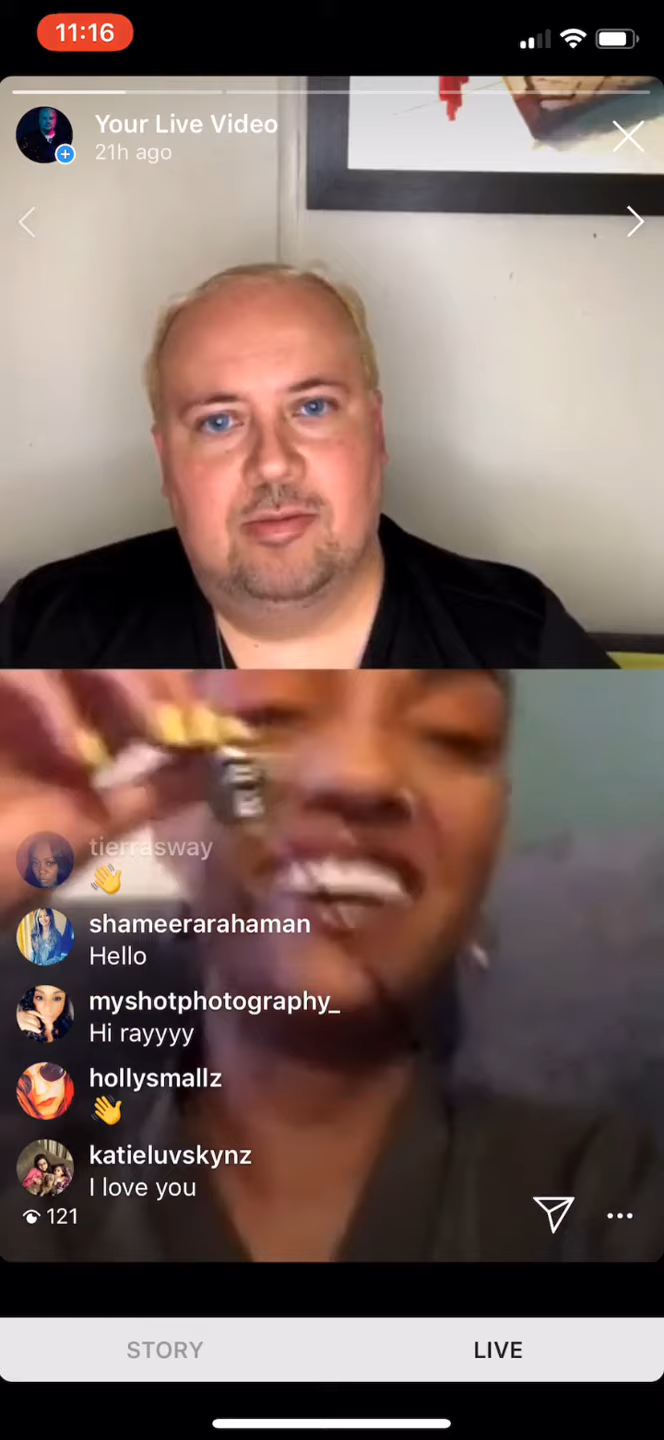 11:16
Your Live Video
21h ago
tierrasway
👋
shameerarahaman
Hello
myshotphotography_
Hi rayyyy
hollysmallz
👋
katieluvskynz
I love you
121
STORY
LIVE